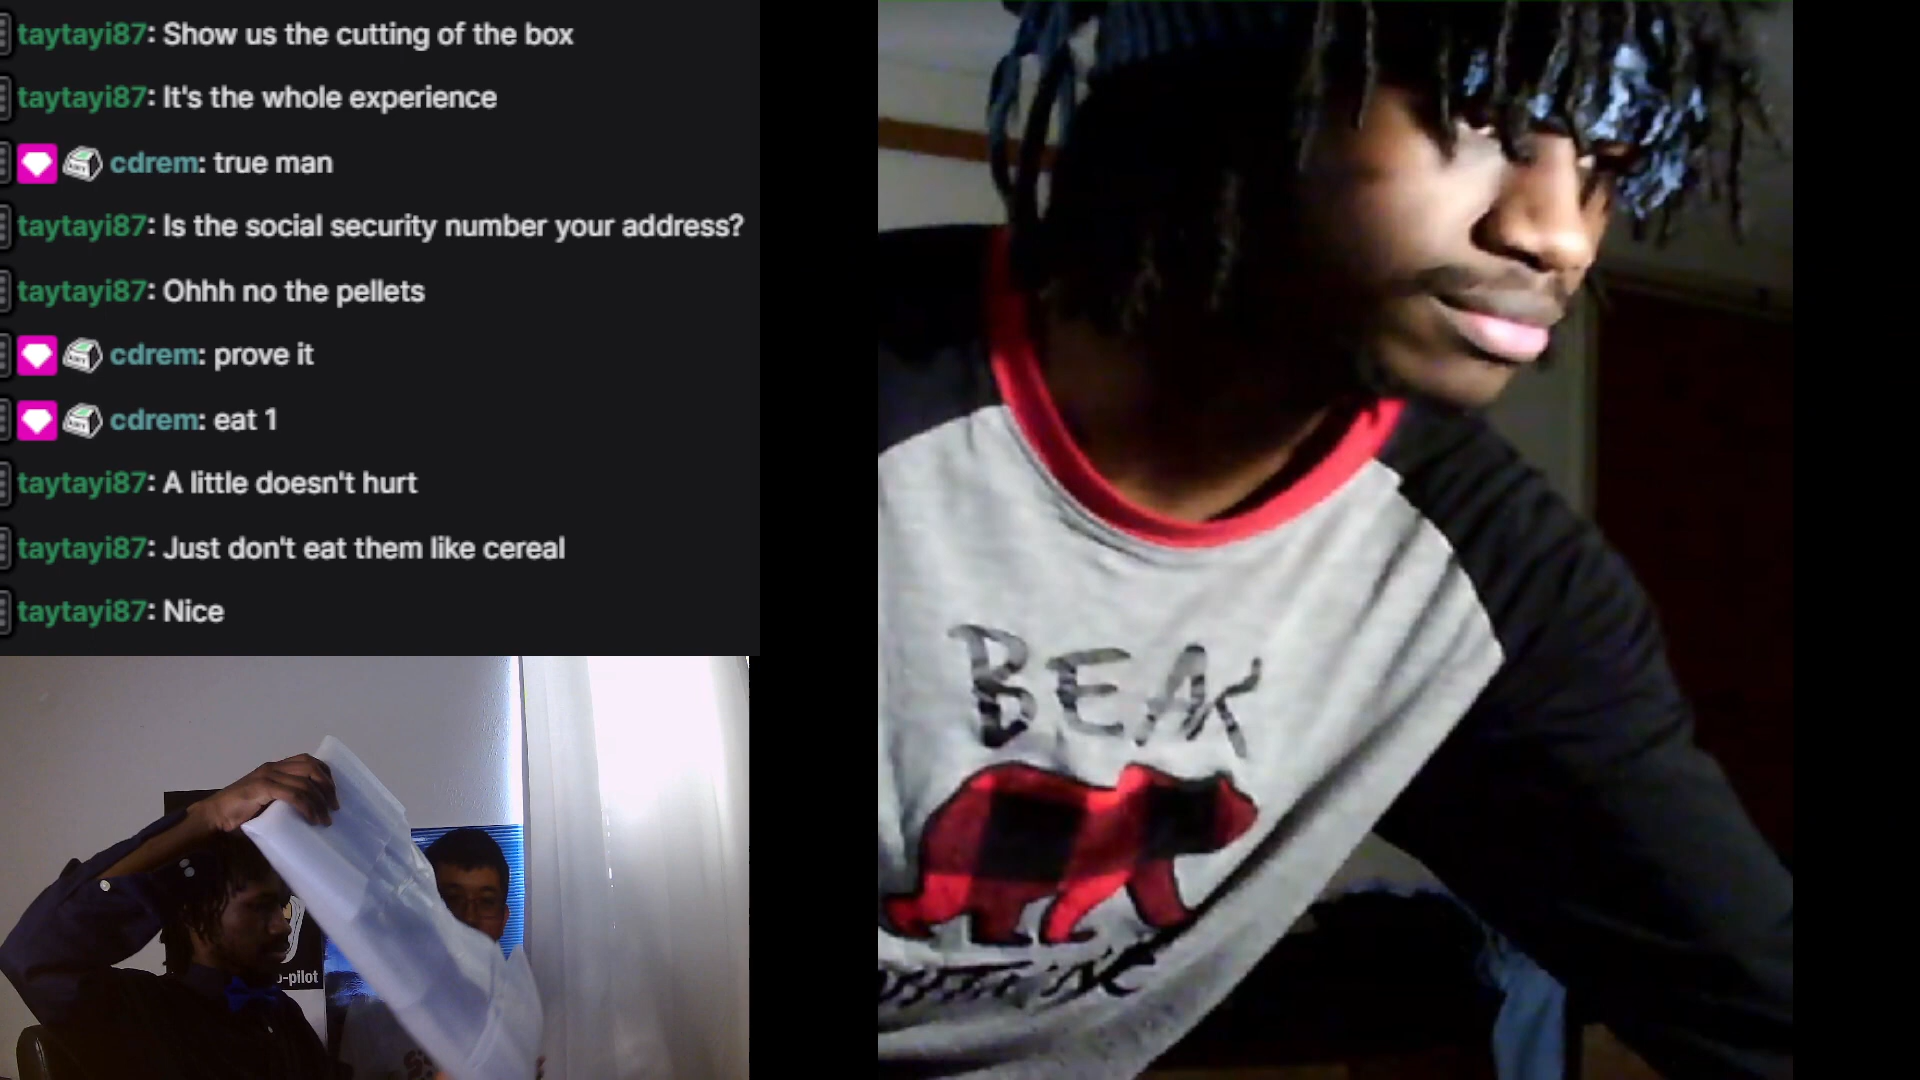 taytayi87: Show us the cutting of the box
taytayi87: It's the whole experience
cdrem: true man
taytayi87: Is the social security number your address?
taytayi87: Ohhh no the pellets
cdrem: prove it
cdrem: eat 1
taytayi87: A little doesn't hurt
taytayi87: Just don't eat them like cereal
taytayi87: Nice
BEAR
-pilot